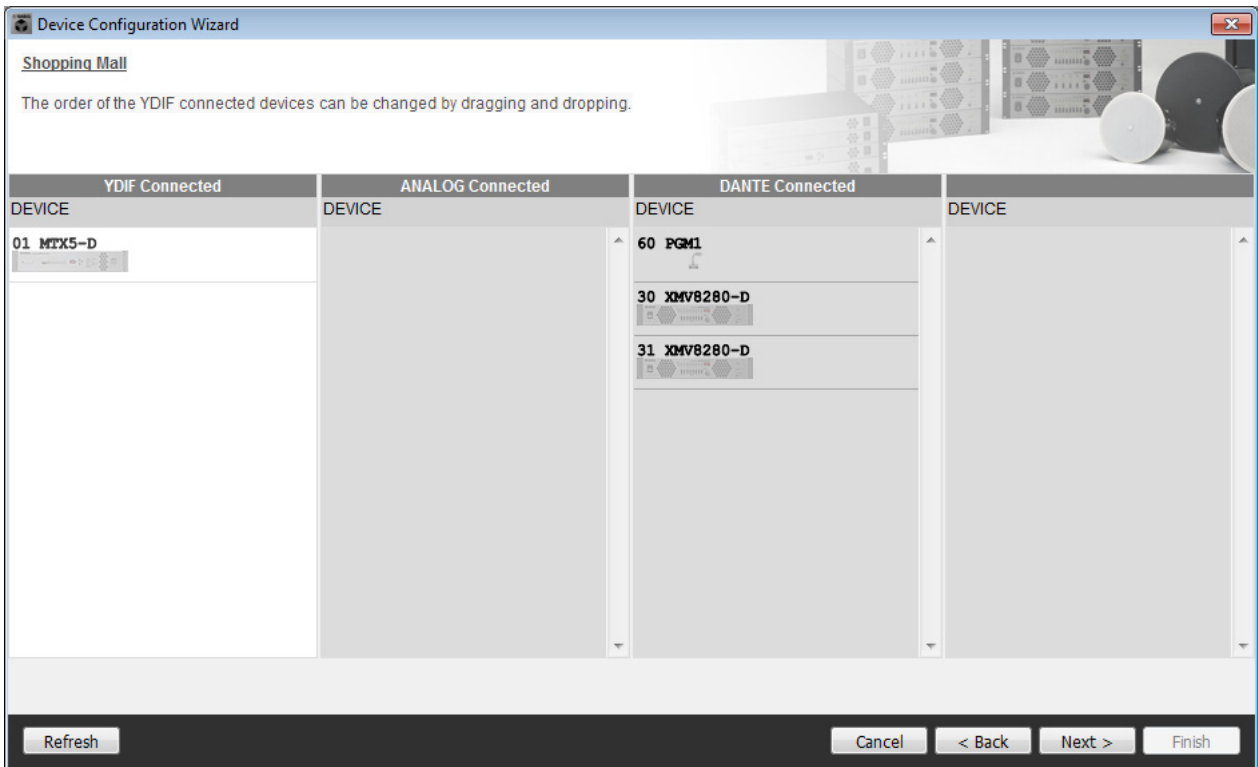 Device Configuration Wizard
Shopping Mall
The order of the YDIF connected devices can be changed by dragging and dropping.
YDIF Connected
ANALOG Connected
DANTE Connected
DEVICE
DEVICE
DEVICE
DEVICE
01 MTX5-D
60 PGM1
30 XMV8280-D
31 XMV8280-D
Refresh
Cancel
< Back
Next >
Finish